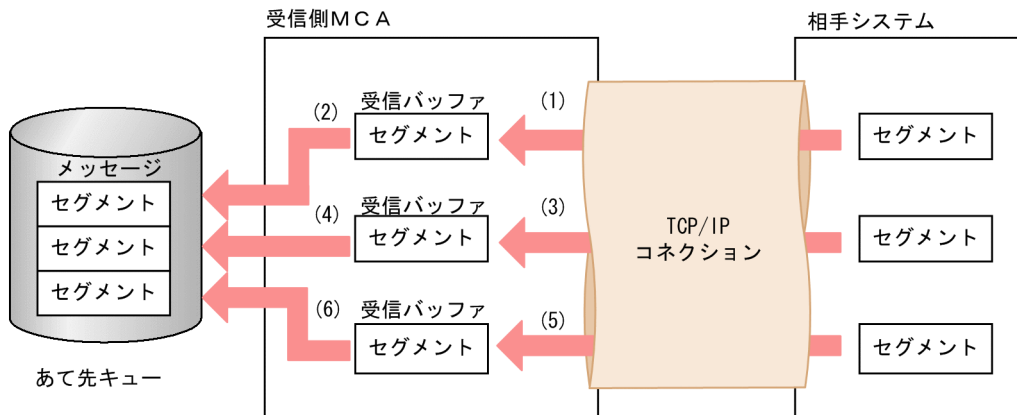 受信側ＭＣＡ
相手システム
受信バッファ
(1)
(2)
セグメント
セグメント
メッセージ
セグメント
セグメント
セグメント
受信バッファ
(3)
(4)
セグメント
セグメント
TCP/IP
コネクション
受信バッファ
(5)
(6)
セグメント
セグメント
あて先キュー